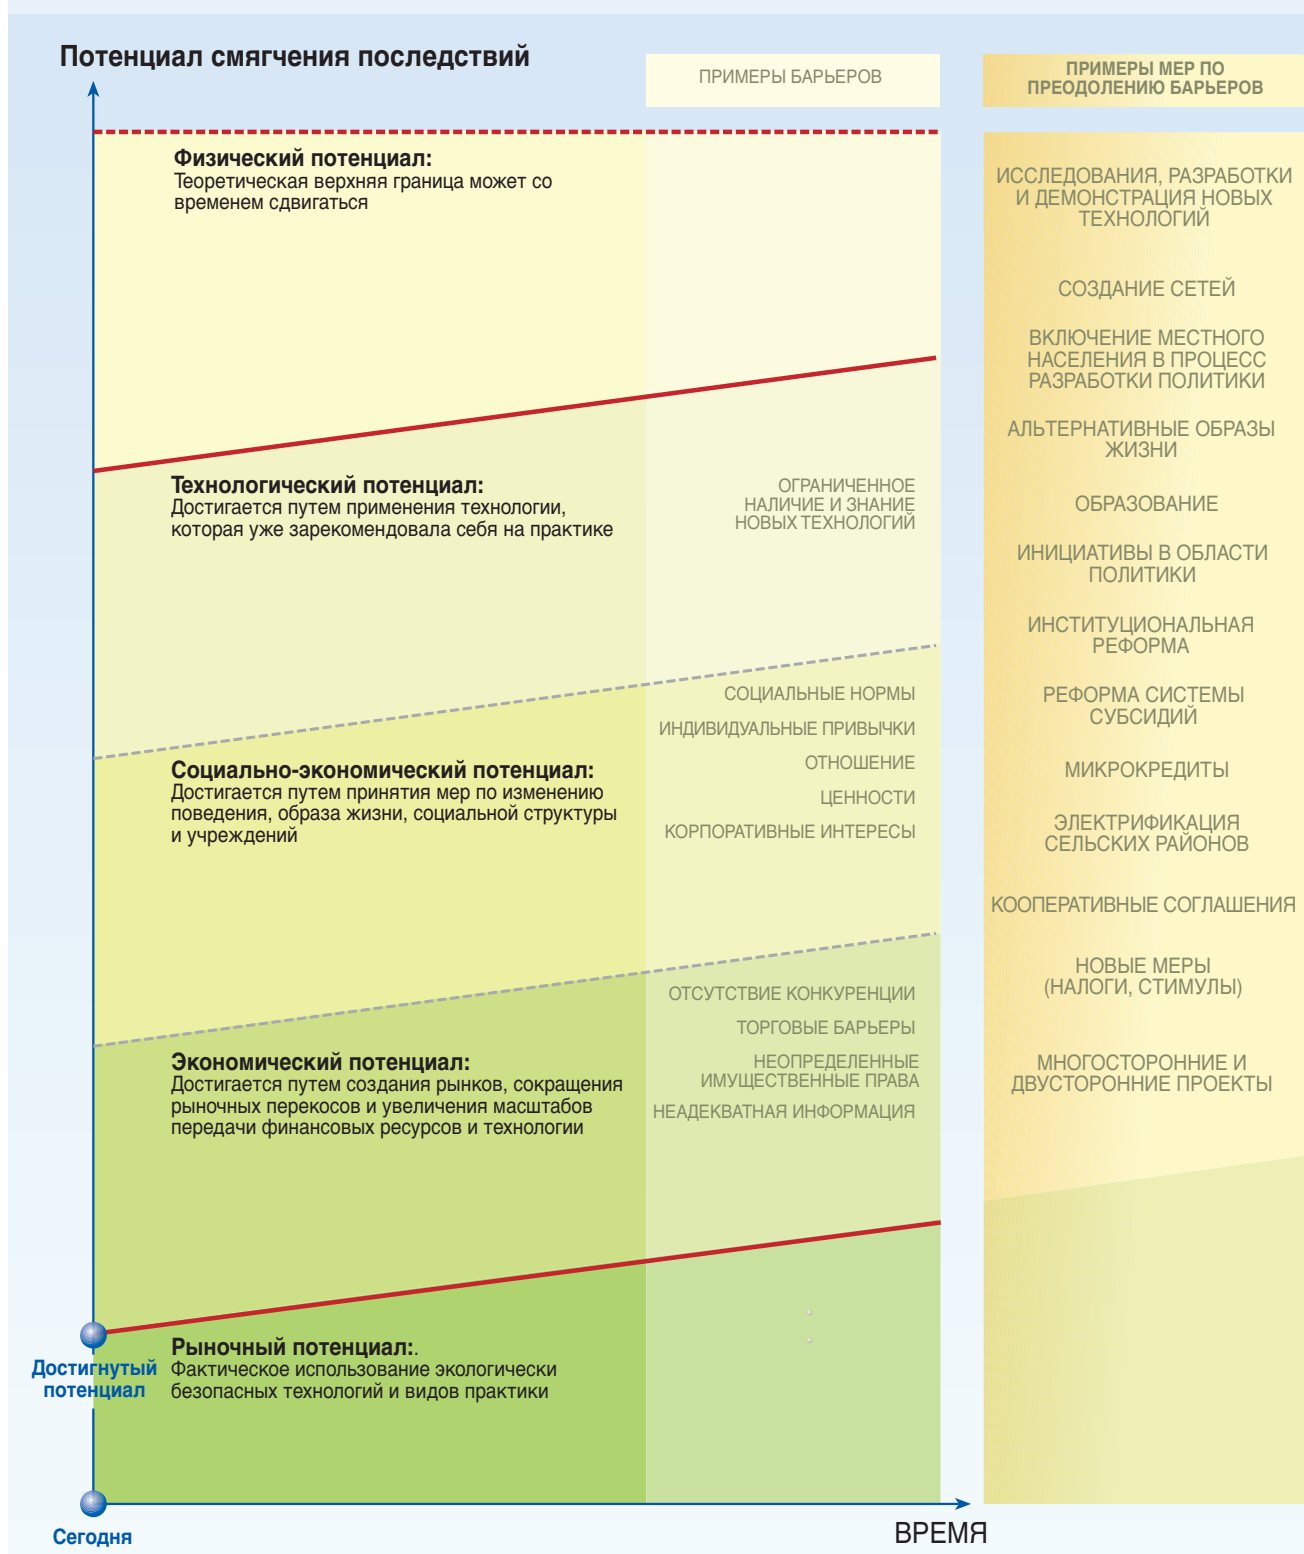 Потенциал смягчения последствий
ПРИМЕРЫ БАРЬЕРОВ
ПРИМЕРЫ МЕР ПО
ПРЕОДОЛЕНИЮ БАРЬЕРОВ
Физический потенциал:
Теоретическая верхняя граница может со
временем сдвигаться
Технологический потенциал:
Достигается путем применения технологии,
которая уже зарекомендовала себя на практике
Социально-экономический потенциал:
Достигается путем принятия мер по изменению
поведения, образа жизни, социальной структуры
и учреждений
Экономический потенциал:
Достигается путем создания рынков, сокращения
рыночных перекосов и увеличения масштабов
передачи финансовых ресурсов и технологии
Рыночный потенциал:.
Фактическое использование экологически
безопасных технологий и видов практики
ОГРАНИЧЕННОЕ
НАЛИЧИЕ И ЗНАНИЕ
НОВЫХ ТЕХНОЛОГИЙ
СОЦИАЛЬНЫЕ НОРМЫ
ИНДИВИДУАЛЬНЫЕ ПРИВЫЧКИ
ОТНОШЕНИЕ
ЦЕННОСТИ
КОРПОРАТИВНЫЕ ИНТЕРЕСЫ
ОТСУТСТВИЕ КОНКУРЕНЦИИ
ТОРГОВЫЕ БАРЬЕРЫ
НЕОПРЕДЕЛЕННЫЕ
ИМУЩЕСТВЕННЫЕ ПРАВА
НЕАДЕКВАТНАЯ ИНФОРМАЦИЯ
ИССЛЕДОВАНИЯ, РАЗРАБОТКИ
И ДЕМОНСТРАЦИЯ НОВЫХ
ТЕХНОЛОГИЙ
СОЗДАНИЕ СЕТЕЙ
ВКЛЮЧЕНИЕ МЕСТНОГО
НАСЕЛЕНИЯ В ПРОЦЕСС
РАЗРАБОТКИ ПОЛИТИКИ
АЛЬТЕРНАТИВНЫЕ ОБРАЗЫ
ЖИЗНИ
ОБРАЗОВАНИЕ
ИНИЦИАТИВЫ В ОБЛАСТИ
ПОЛИТИКИ
ИНСТИТУЦИОНАЛЬНАЯ
РЕФОРМА
РЕФОРМА СИСТЕМЫ
СУБСИДИЙ
МИКРОКРЕДИТЫ
ЭЛЕКТРИФИКАЦИЯ
СЕЛЬСКИХ РАЙОНОВ
КООПЕРАТИВНЫЕ СОГЛАШЕНИЯ
НОВЫЕ МЕРЫ
(НАЛОГИ, СТИМУЛЫ)
МНОГОСТОРОННИЕ И
ДВУСТОРОННИЕ ПРОЕКТЫ
Достигнутый
потенциал
Сегодня
ВРЕМЯ